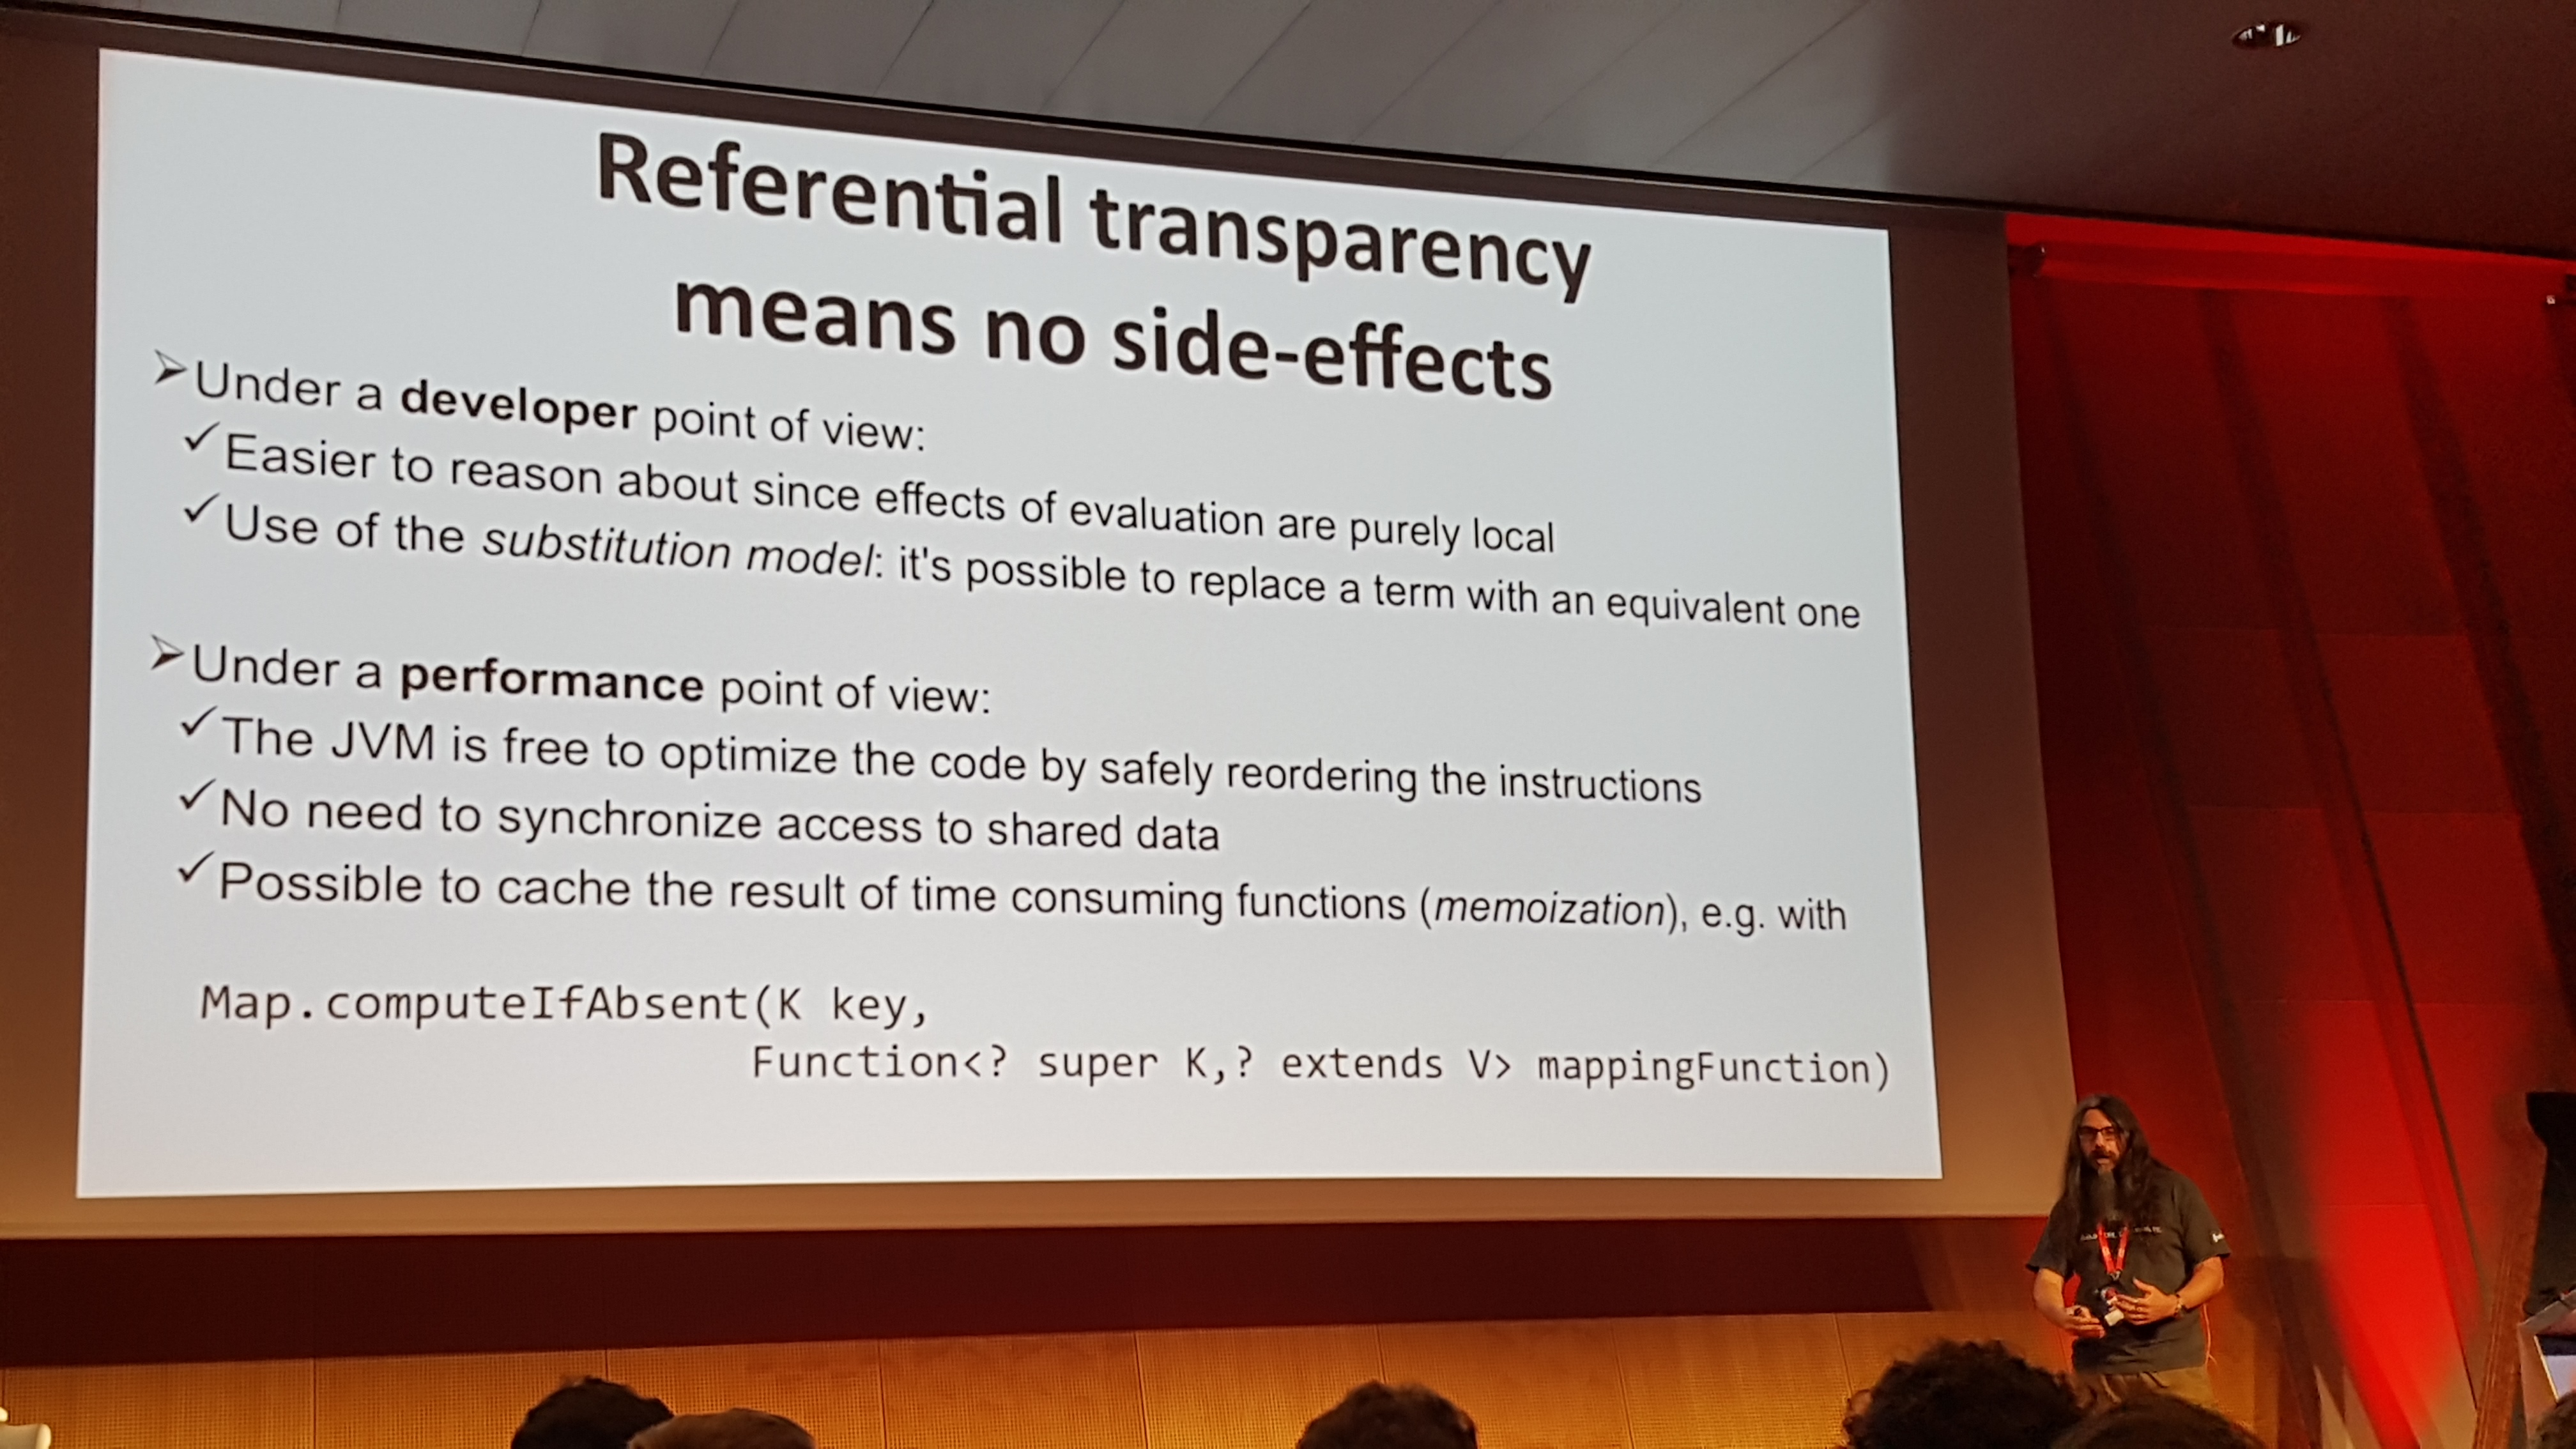 Referential transparency
means no side-effects
➢Under a developer point of view:
✓Easier to reason about since effects of evaluation are purely local
✓Use of the substitution model: it's possible to replace a term with an equivalent one
➢Under a performance point of view:
✓The JVM is free to optimize the code by safely reordering the instructions
✓No need to synchronize access to shared data
✓Possible to cache the result of time consuming functions (memoization), e.g. with
Map.computeIfAbsent(K key,
Function<? super K,? extends V> mappingFunction)